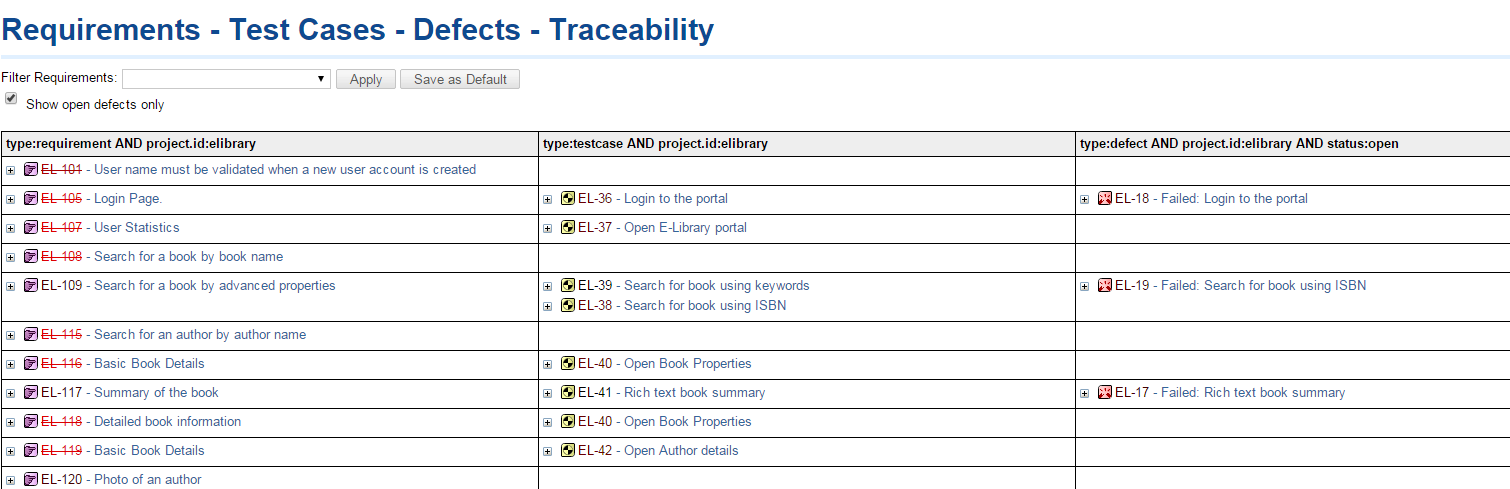 Requirements - Test Cases - Defects - Traceability
Filter Requirements: Apply Save as Default
Show open defects only
type:requirement AND project.id:elibrary type:testcase AND project.id:elibrary type:defect AND project.id:elibrary AND status:open
EL-101 - User name must be validated when a new user account is created
EL-105 - Login Page. EL-36 - Login to the portal EL-18 - Failed: Login to the portal
EL-107 - User Statistics EL-37 - Open E-Library portal
EL-108 - Search for a book by book name
EL-109 - Search for a book by advanced properties EL-39 - Search for book using keywords EL-19 - Failed: Search for book using ISBN
EL-38 - Search for book using ISBN
EL-115 - Search for an author by author name
EL-116 - Basic Book Details EL-40 - Open Book Properties
EL-117 - Summary of the book EL-41 - Rich text book summary EL-17 - Failed: Rich text book summary
EL-118 - Detailed book information EL-40 - Open Book Properties
EL-119 - Basic Book Details EL-42 - Open Author details
EL-120 - Photo of an author